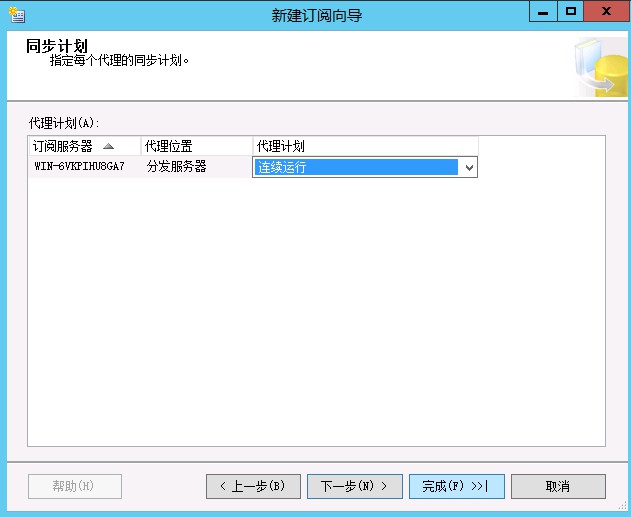 新建订阅向导
同步计划
指定每个代理的同步计划。
代理计划(A):
订阅服务器 代理位置 代理计划
WIN-6VKPIHU8GA7 分发服务器 连续运行
帮助(H) < 上一步(B) 下一步(N) > 完成(F) >>| 取消